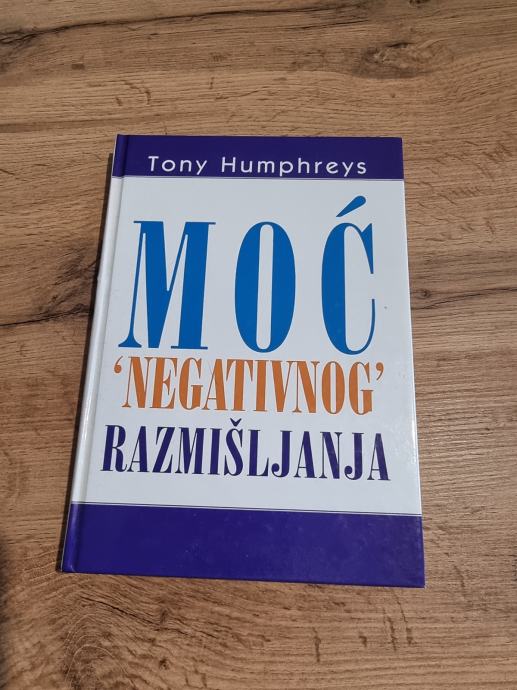 Tony Humphreys
MOĆ
‘NEGATIVNOG’
RAZMIŠLJANJA